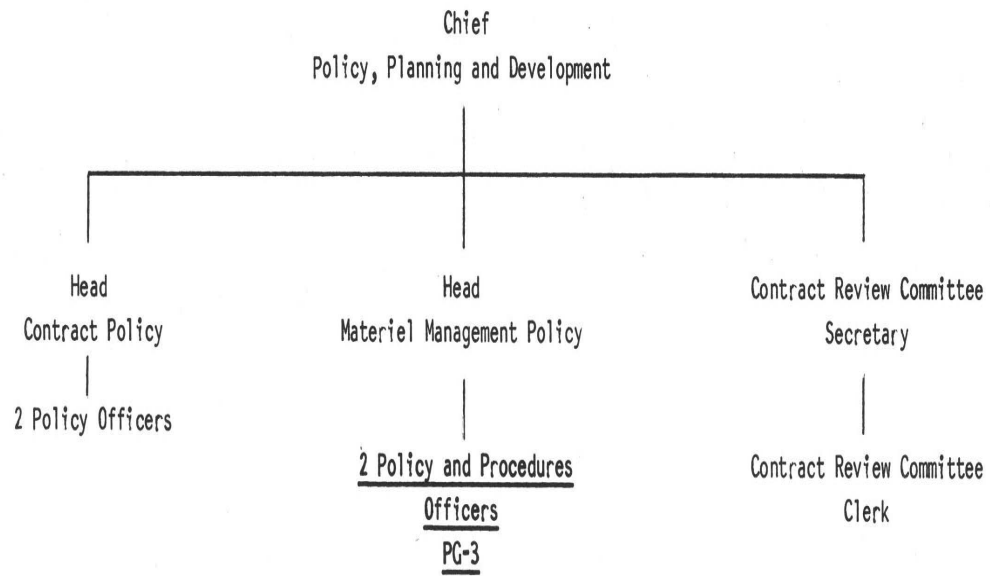 Chief
Policy, Planning and Development
Head
Contract Policy
2 Policy Officers
Head
Materiel Management Policy
2 Policy and Procedures
Officers
PG-3
Contract Review Committee
Secretary
Contract Review Committee
Clerk